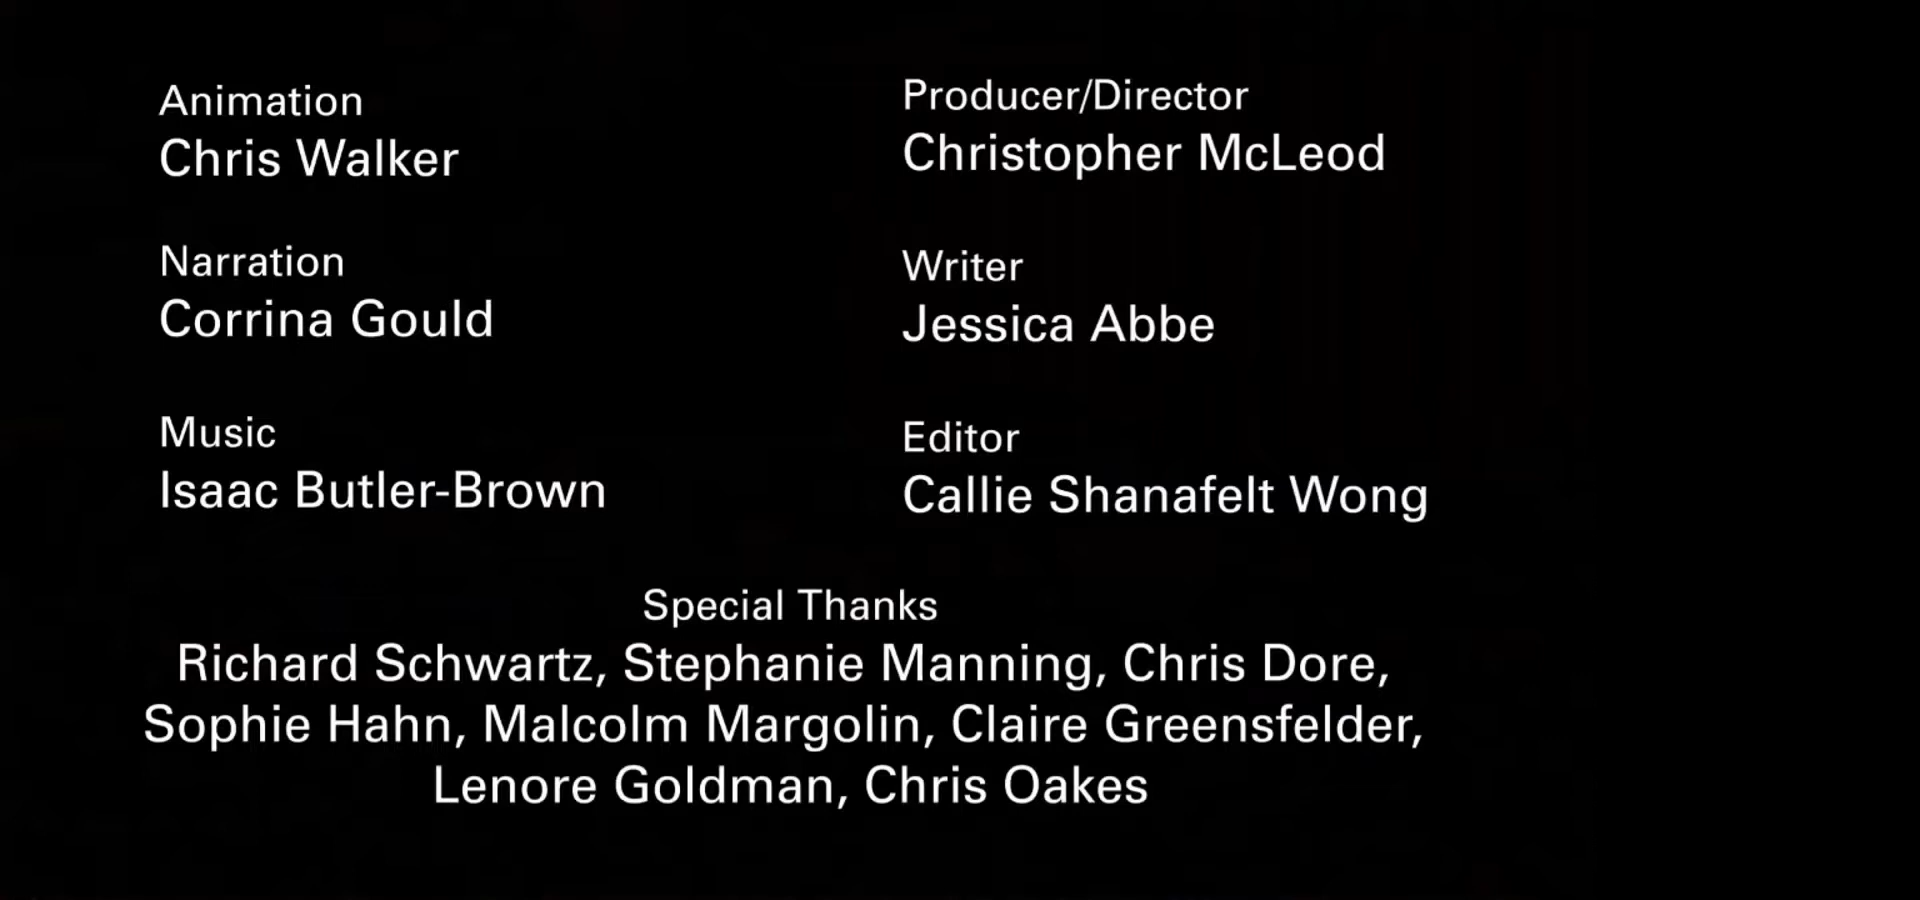 Animation
Chris Walker
Narration
Corrina Gould
Music
Isaac Butler-Brown
Producer/Director
Christopher McLeod
Writer
Jessica Abbe
Editor
Callie Shanafelt Wong
Special Thanks
Richard Schwartz, Stephanie Manning, Chris Dore,
Sophie Hahn, Malcolm Margolin, Claire Greensfelder,
Lenore Goldman, Chris Oakes